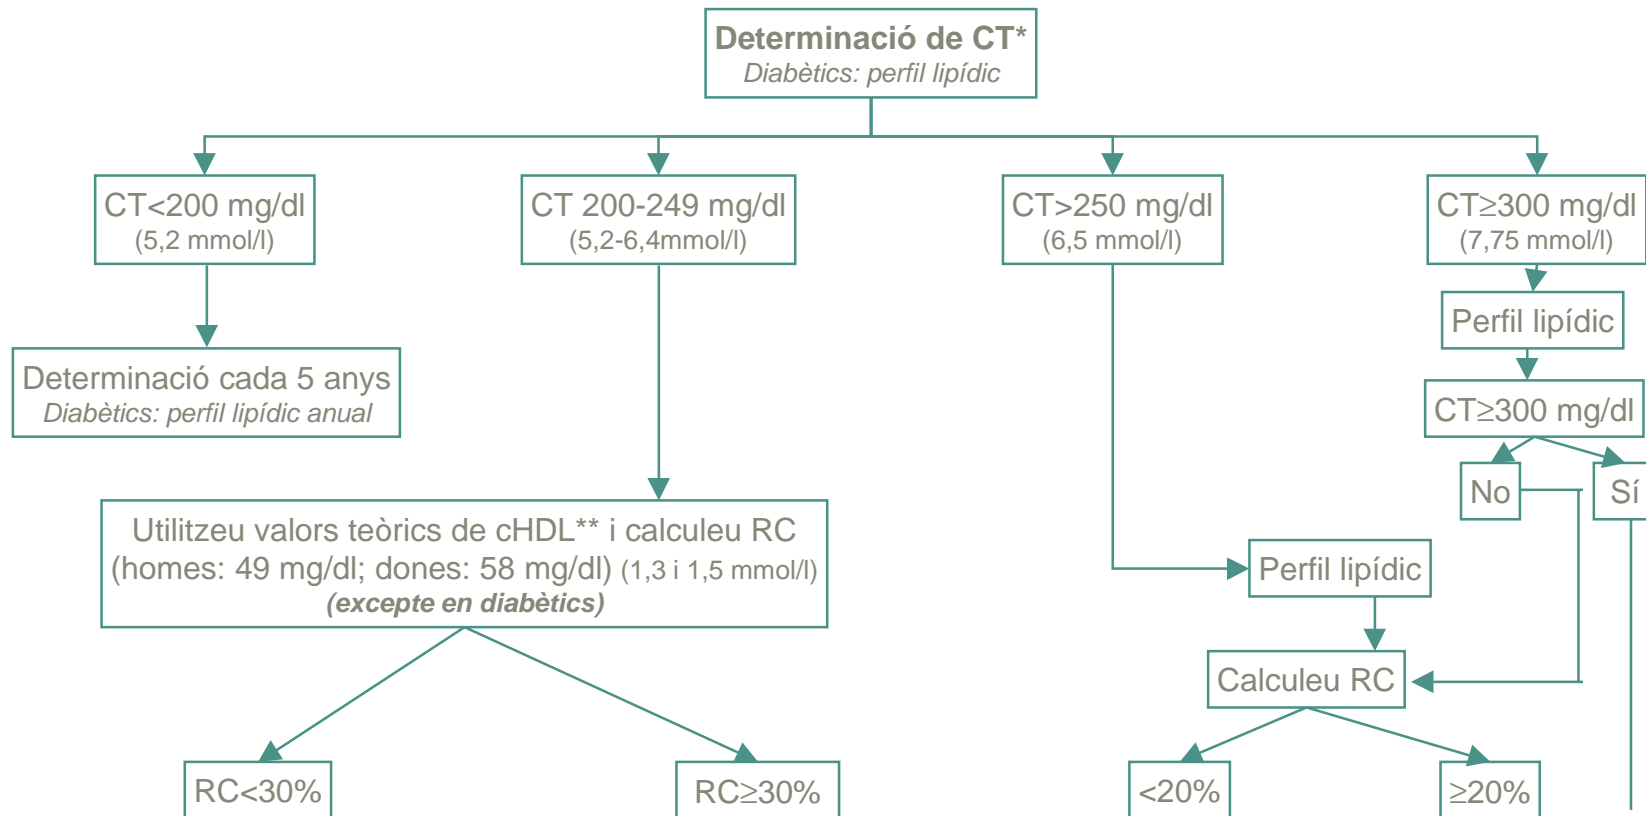 Determinació de CT*
Diabètics: perfil lipídic
CT<200 mg/dl
(5,2 mmol/l)
CT 200-249 mg/dl
(5,2-6,4mmol/l)
CT>250 mg/dl
(6,5 mmol/l)
CT≥300 mg/dl
(7,75 mmol/l)
Perfil lipídic
Determinació cada 5 anys
Diabètics: perfil lipídic anual
CT≥300 mg/dl
No
Sí
Utilitzeu valors teòrics de cHDL** i calculeu RC
(homes: 49 mg/dl; dones: 58 mg/dl) (1,3 i 1,5 mmol/l)
(excepte en diabètics)
Perfil lipídic
Calculeu RC
RC<30%
RC≥30%
<20%
≥20%